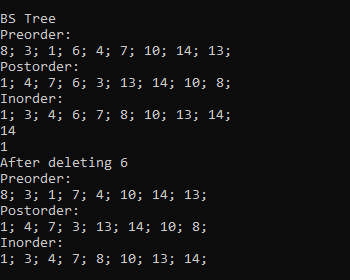 BS Tree
Preorder:
8; 3; 1; 6; 4; 7; 10; 14; 13;
Postorder:
1; 4; 7; 6; 3; 13; 14; 10; 8;
Inorder:
1; 3; 4; 6; 7; 8; 10; 13; 14;
14
1
After deleting 6
Preorder:
8; 3; 1; 7; 4; 10; 14; 13;
Postorder:
1; 4; 7; 3; 13; 14; 10; 8;
Inorder:
1; 3; 4; 7; 8; 10; 13; 14;